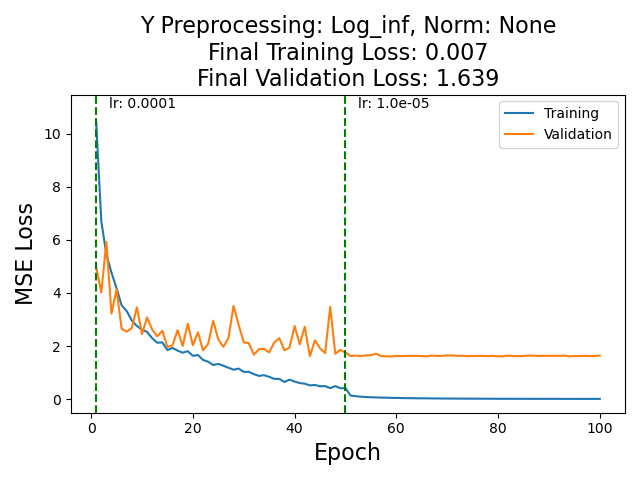 Y Preprocessing: Log_inf, Norm: None
Final Training Loss: 0.007
Final Validation Loss: 1.639
lr: 0.0001
lr: 1.0e-05
Training
Validation
10
8
6
4
2
0
MSE Loss
0
20
40
60
80
100
Epoch